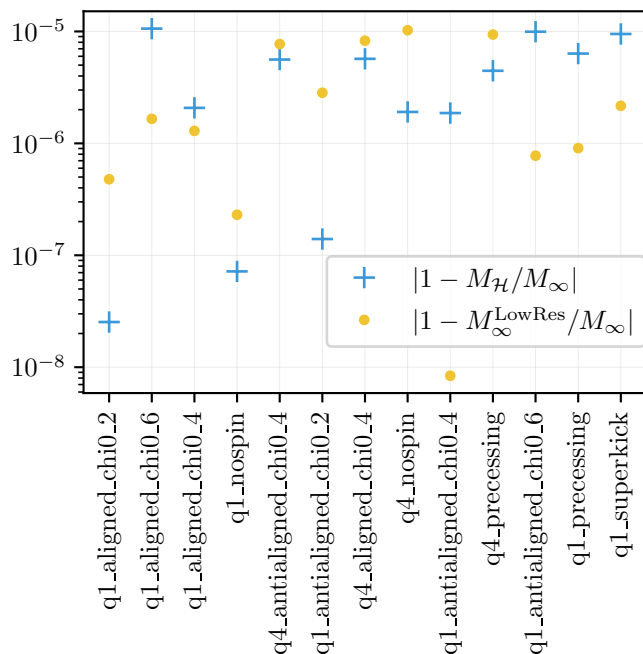 10⁻⁵
10⁻⁶
10⁻⁷
10⁻⁸
|1 − M_ℋ/M_∞|
|1 − M_∞^LowRes/M_∞|
q1_aligned_chi0_2
q1_aligned_chi0_6
q1_aligned_chi0_4
q1_nospin
q4_antialigned_chi0_4
q1_antialigned_chi0_2
q4_aligned_chi0_4
q4_nospin
q1_antialigned_chi0_4
q4_precessing
q1_antialigned_chi0_6
q1_precessing
q1_superkick